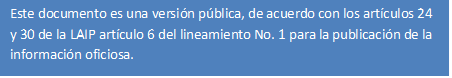 Este documento es una versión pública, de acuerdo con los artículos 24
y 30 de la LAIP artículo 6 del lineamiento No. 1 para la publicación de la
información oficiosa.